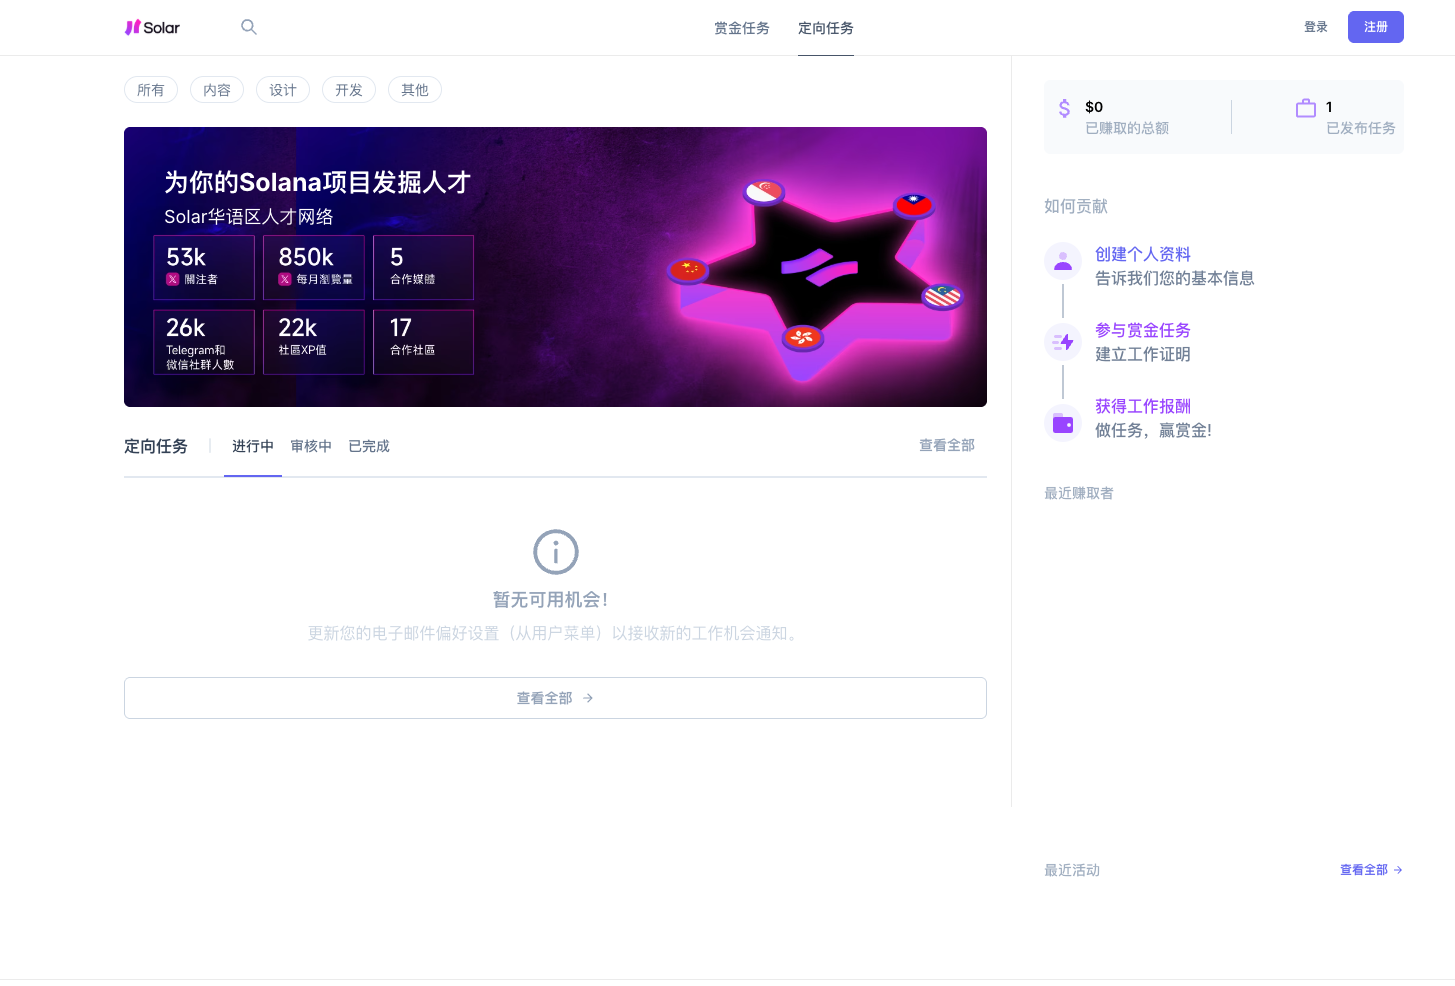 Solar
赏金任务
定向任务
登录
注册
所有
内容
设计
开发
其他
为你的Solana项目发掘人才
Solar华语区人才网络
53k
關注者
850k
每月瀏覽量
5
合作媒體
26k
Telegram和
微信社群人數
22k
社區XP值
17
合作社區
定向任务
进行中
审核中
已完成
查看全部
暂无可用机会!
更新您的电子邮件偏好设置（从用户菜单）以接收新的工作机会通知。
查看全部
$0
已赚取的总额
1
已发布任务
如何贡献
创建个人资料
告诉我们您的基本信息
参与赏金任务
建立工作证明
获得工作报酬
做任务，赢赏金!
最近赚取者
最近活动
查看全部